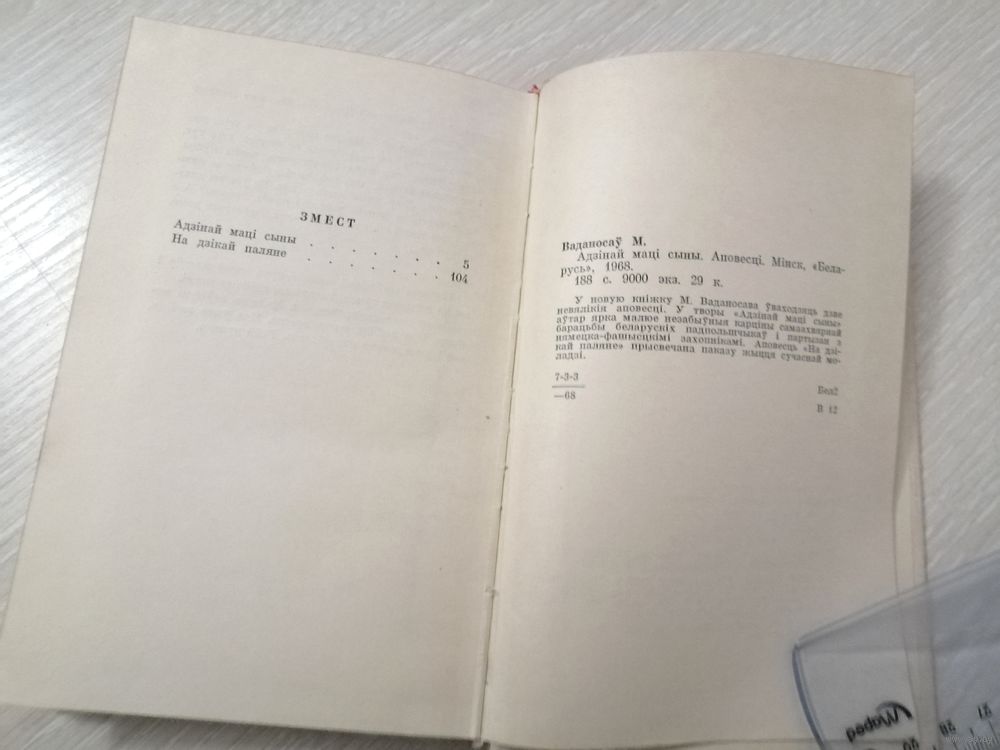 ЗМЕСТ
Адзінай маці сыны . . . . . . 5
На дзікай паляне . . . . . . . 104
Ваданосаў М.
Адзінай маці сыны. Аповесці. Мінск, «Бела-
русь», 1968.
188 с. 9000 экз. 29 к.
У новую кніжку М. Ваданосава ўваходзяць дзве
невялікія аповесці. У творы «Адзінай маці сыны»
аўтар ярка малюе незабыўныя карціны самаахвярнай
барацьбы беларускіх падпольшчыкаў і партызан з
нямецка-фашысцкімі захопнікамі. Аповесць «На дзі-
кай паляне» прысвечана паказу жыцця сучаснай мо-
ладзі.
7-3-3
—68
Бел2
В 12